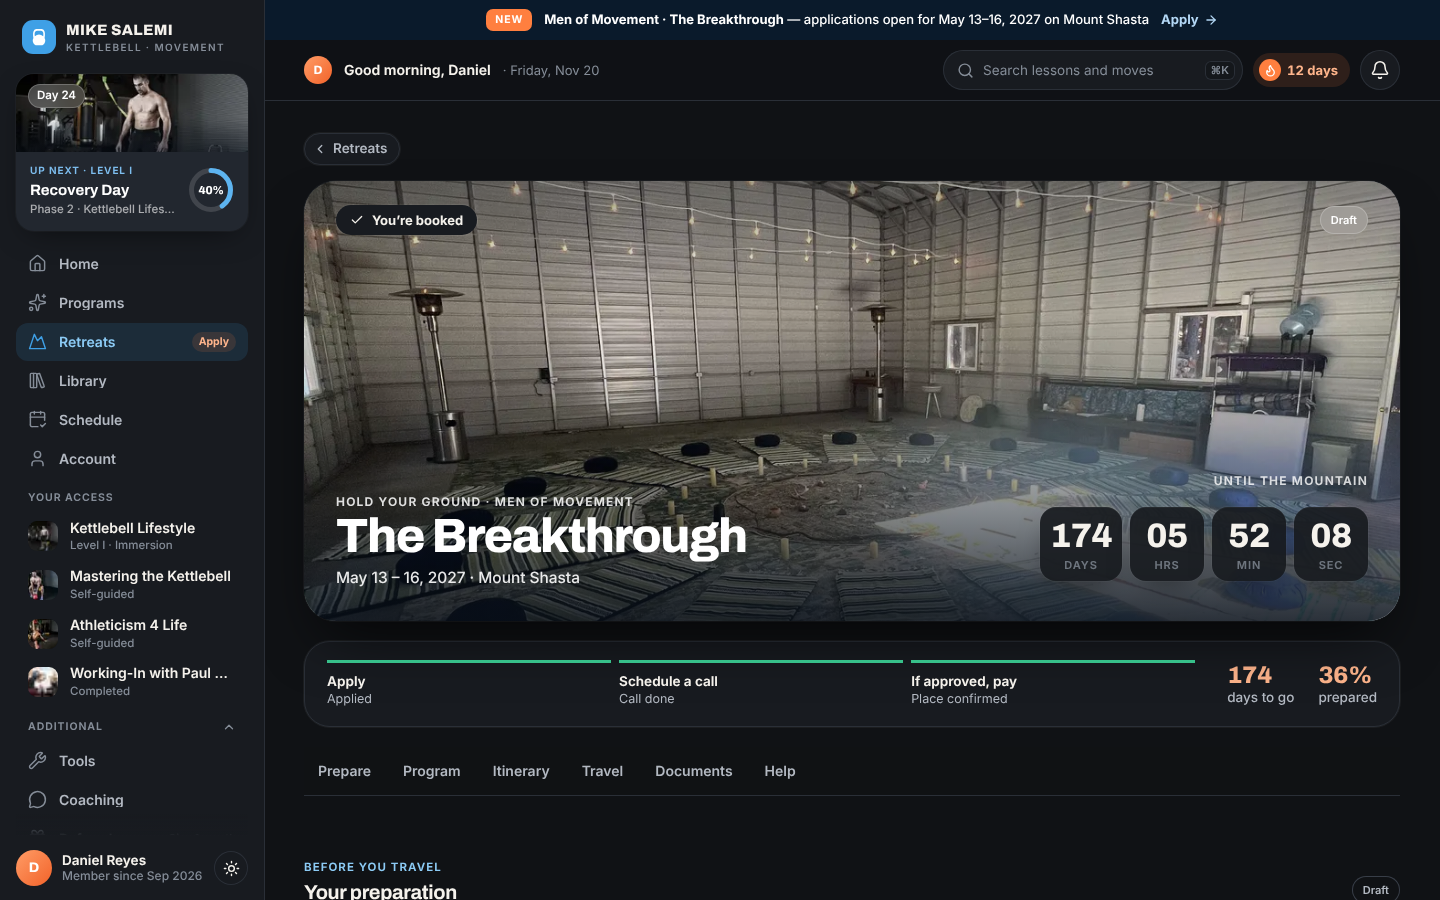 MIKE SALEMI
KETTLEBELL · MOVEMENT
Day 24
UP NEXT · LEVEL I
Recovery Day
Phase 2 · Kettlebell Lifes...
40%
Home
Programs
Retreats
Apply
Library
Schedule
Account
YOUR ACCESS
Kettlebell Lifestyle
Level I · Immersion
Mastering the Kettlebell
Self-guided
Athleticism 4 Life
Self-guided
Working-In with Paul ...
Completed
ADDITIONAL
Tools
Coaching
D
Daniel Reyes
Member since Sep 2026
NEW Men of Movement · The Breakthrough — applications open for May 13–16, 2027 on Mount Shasta Apply →
D Good morning, Daniel · Friday, Nov 20
Search lessons and moves ⌘K
12 days
Retreats
You're booked
Draft
HOLD YOUR GROUND · MEN OF MOVEMENT
The Breakthrough
May 13 – 16, 2027 · Mount Shasta
UNTIL THE MOUNTAIN
174 05 52 08
DAYS HRS MIN SEC
Apply
Applied
Schedule a call
Call done
If approved, pay
Place confirmed
174
days to go
36%
prepared
Prepare Program Itinerary Travel Documents Help
BEFORE YOU TRAVEL
Your preparation
Draft